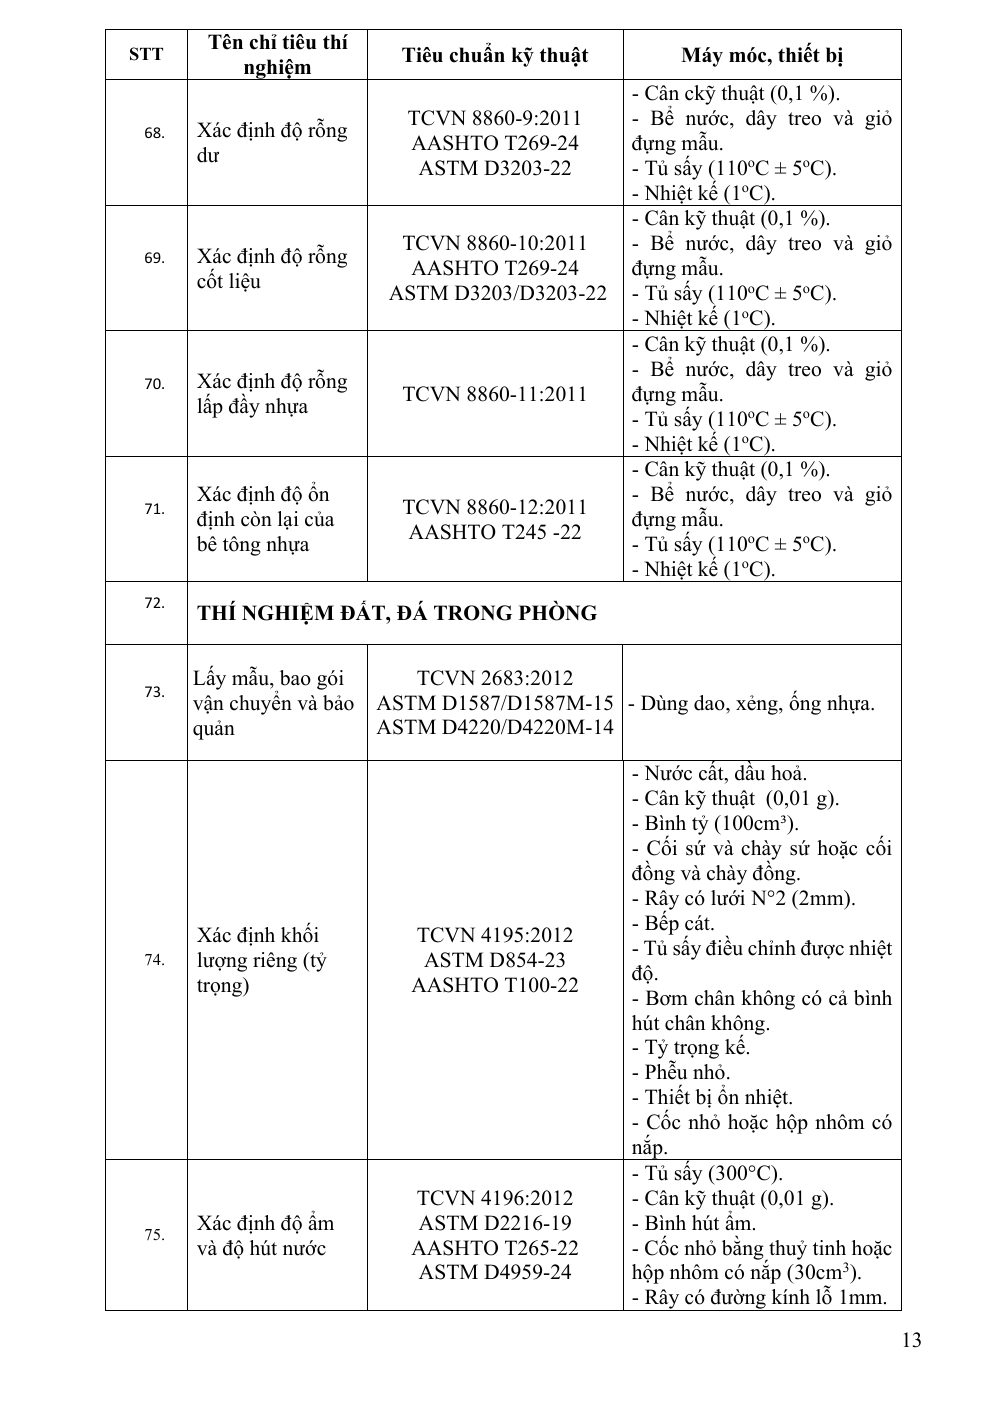 STT
Tên chỉ tiêu thí
nghiệm
Tiêu chuẩn kỹ thuật
Máy móc, thiết bị
68.
Xác định độ rỗng
dư
TCVN 8860-9:2011
AASHTO T269-24
ASTM D3203-22
- Cân ckỹ thuật (0,1 %).
- Bể nước, dây treo và giỏ
đựng mẫu.
- Tủ sấy (110ºC ± 5ºC).
- Nhiệt kế (1ºC).
69.
Xác định độ rỗng
cốt liệu
TCVN 8860-10:2011
AASHTO T269-24
ASTM D3203/D3203-22
- Cân kỹ thuật (0,1 %).
- Bể nước, dây treo và giỏ
đựng mẫu.
- Tủ sấy (110ºC ± 5ºC).
- Nhiệt kế (1ºC).
70.
Xác định độ rỗng
lấp đầy nhựa
TCVN 8860-11:2011
- Cân kỹ thuật (0,1 %).
- Bể nước, dây treo và giỏ
đựng mẫu.
- Tủ sấy (110ºC ± 5ºC).
- Nhiệt kế (1ºC).
71.
Xác định độ ổn
định còn lại của
bê tông nhựa
TCVN 8860-12:2011
AASHTO T245 -22
- Cân kỹ thuật (0,1 %).
- Bể nước, dây treo và giỏ
đựng mẫu.
- Tủ sấy (110ºC ± 5ºC).
- Nhiệt kế (1ºC).
72.
THÍ NGHIỆM ĐẤT, ĐÁ TRONG PHÒNG
73.
Lấy mẫu, bao gói
vận chuyển và bảo
quản
TCVN 2683:2012
ASTM D1587/D1587M-15
ASTM D4220/D4220M-14
- Dùng dao, xẻng, ống nhựa.
74.
Xác định khối
lượng riêng (tỷ
trọng)
TCVN 4195:2012
ASTM D854-23
AASHTO T100-22
- Nước cất, dầu hoả.
- Cân kỹ thuật (0,01 g).
- Bình tỷ (100cm³).
- Cối sứ và chày sứ hoặc cối
đồng và chày đồng.
- Rây có lưới N°2 (2mm).
- Bếp cát.
- Tủ sấy điều chỉnh được nhiệt
độ.
- Bơm chân không có cả bình
hút chân không.
- Tỷ trọng kế.
- Phễu nhỏ.
- Thiết bị ổn nhiệt.
- Cốc nhỏ hoặc hộp nhôm có
nắp.
75.
Xác định độ ẩm
và độ hút nước
TCVN 4196:2012
ASTM D2216-19
AASHTO T265-22
ASTM D4959-24
- Tủ sấy (300°C).
- Cân kỹ thuật (0,01 g).
- Bình hút ẩm.
- Cốc nhỏ bằng thuỷ tinh hoặc
hộp nhôm có nắp (30cm³).
- Rây có đường kính lỗ 1mm.
13